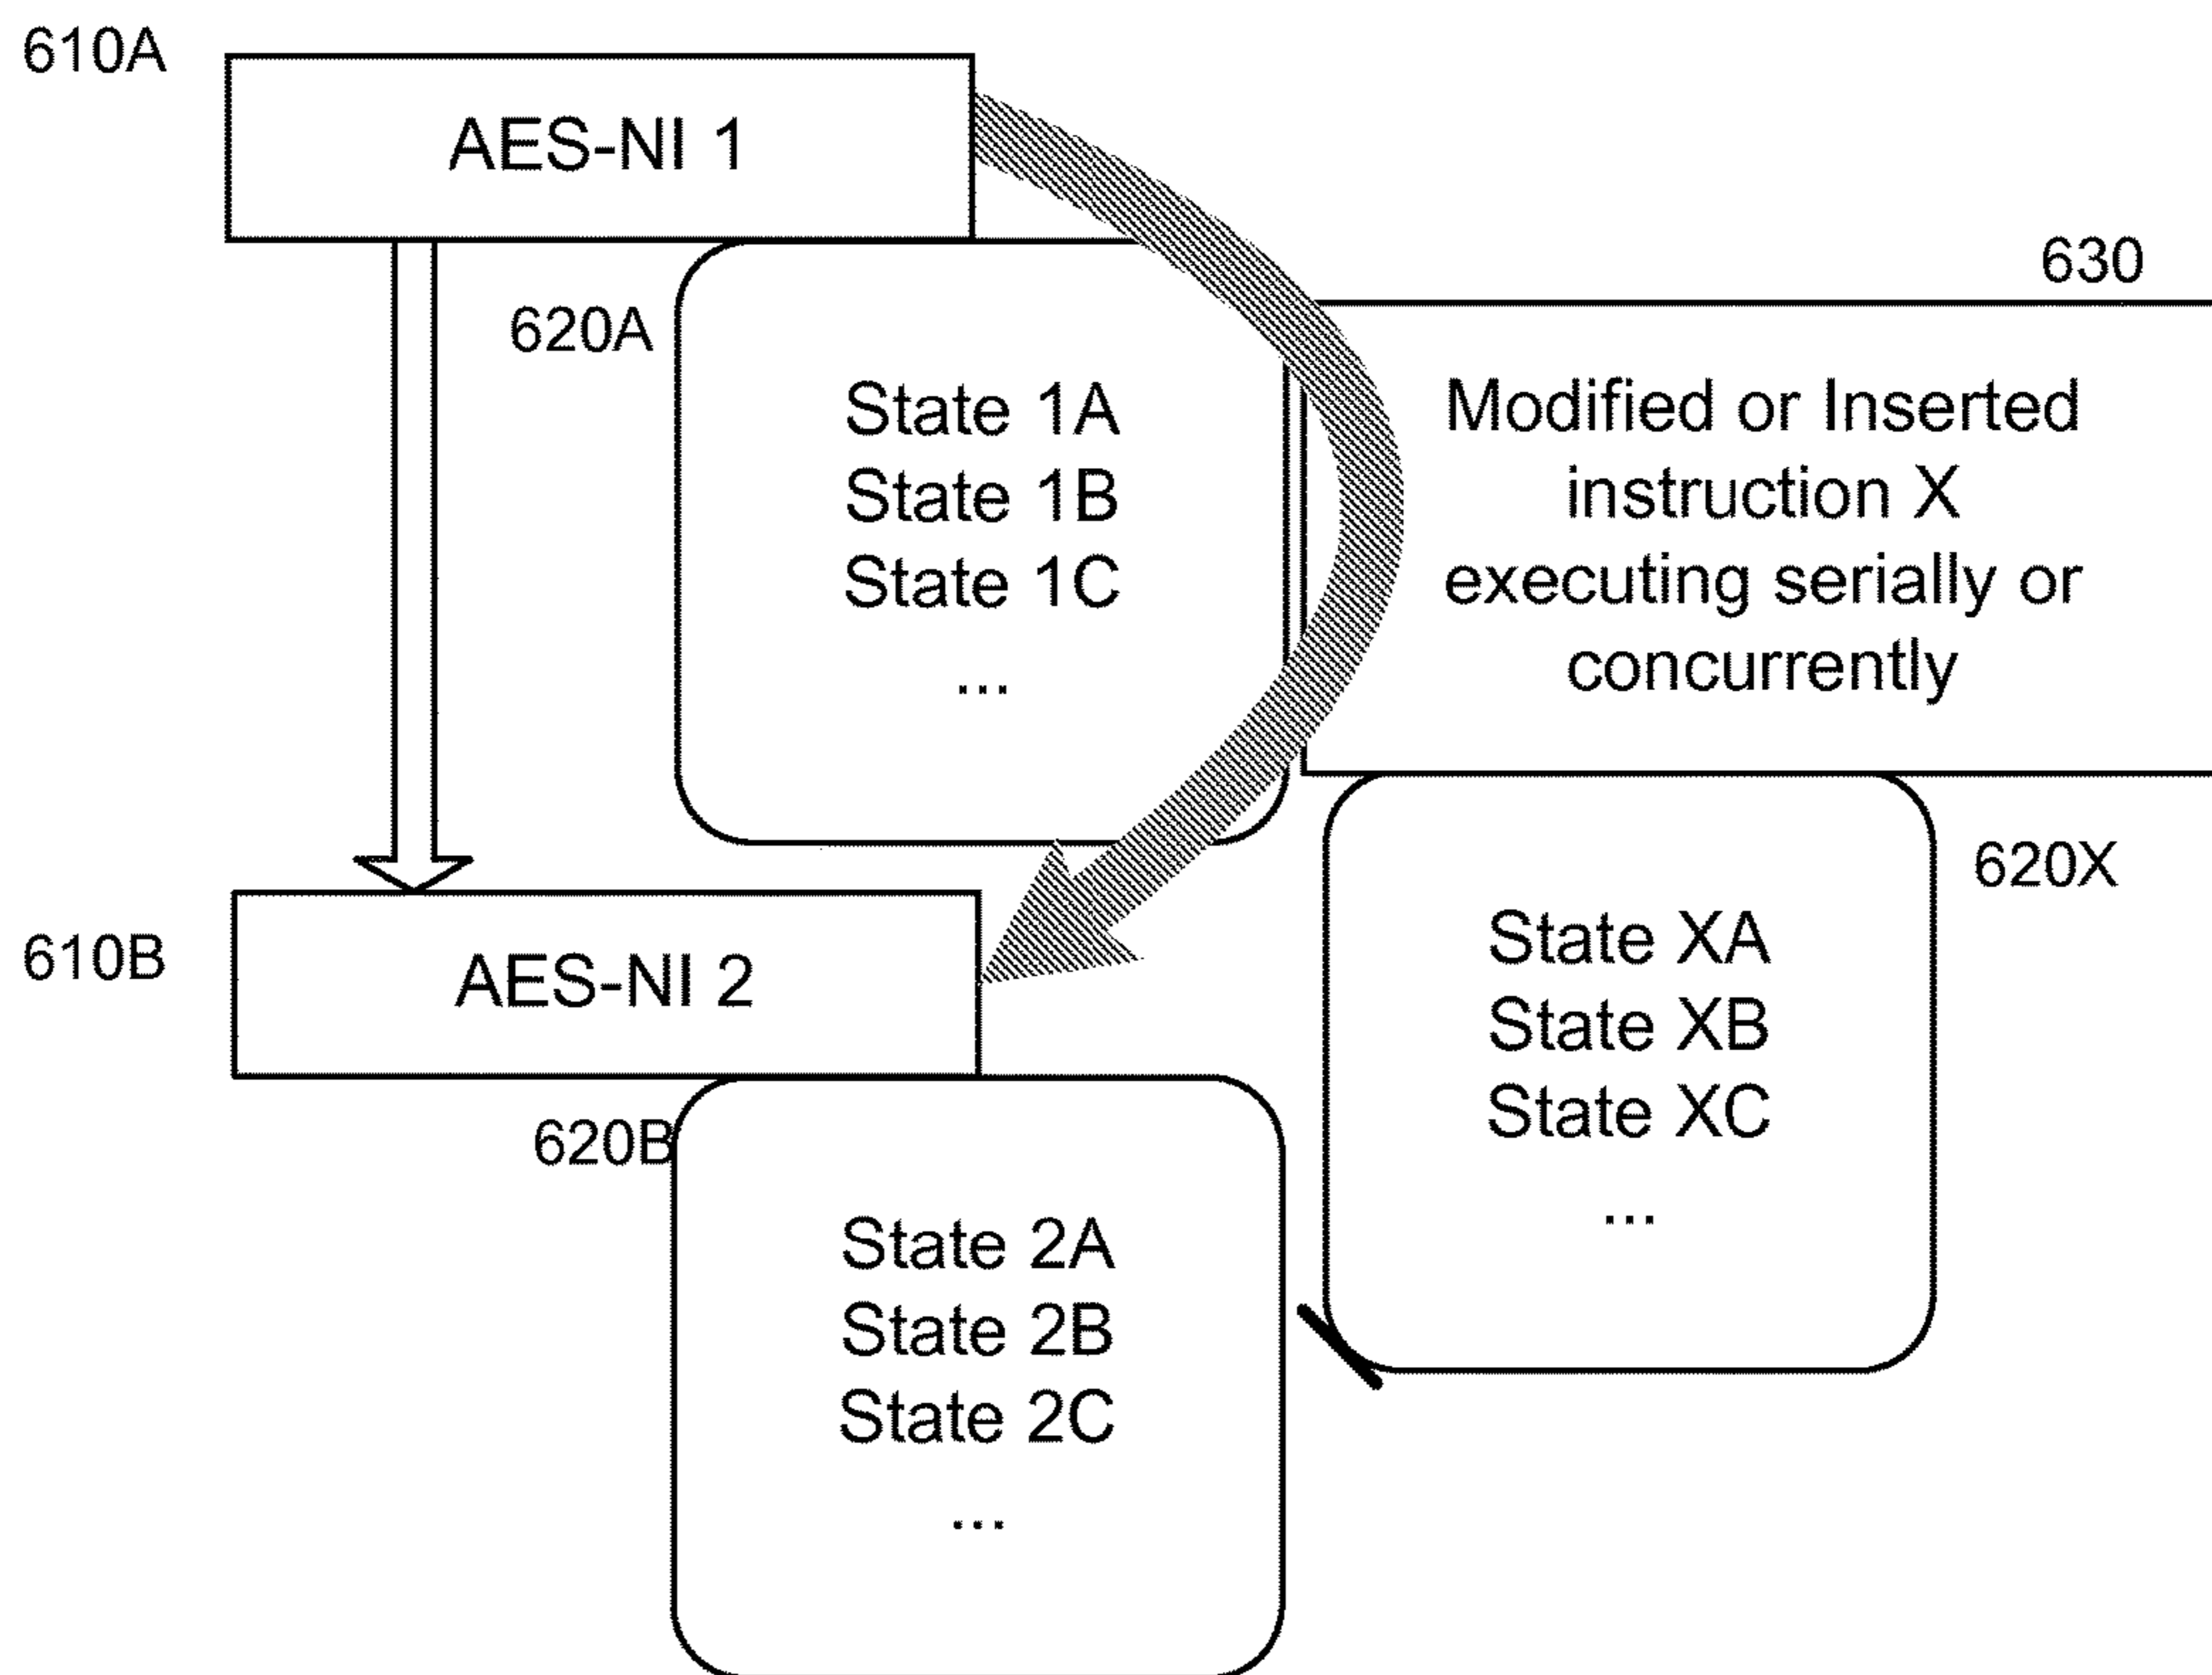 610A
AES-NI 1
630
620A
State 1A
State 1B
State 1C
...
Modified or Inserted
instruction X
executing serially or
concurrently
620X
610B
AES-NI 2
State XA
State XB
State XC
...
620B
State 2A
State 2B
State 2C
...